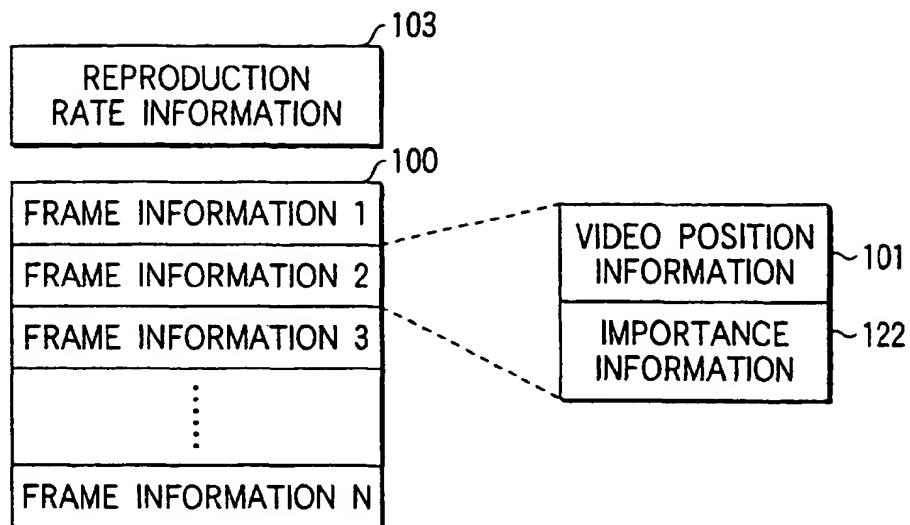 103
REPRODUCTION
RATE INFORMATION
100
FRAME INFORMATION 1
FRAME INFORMATION 2
FRAME INFORMATION 3
FRAME INFORMATION N
VIDEO POSITION
INFORMATION
101
IMPORTANCE
INFORMATION
122